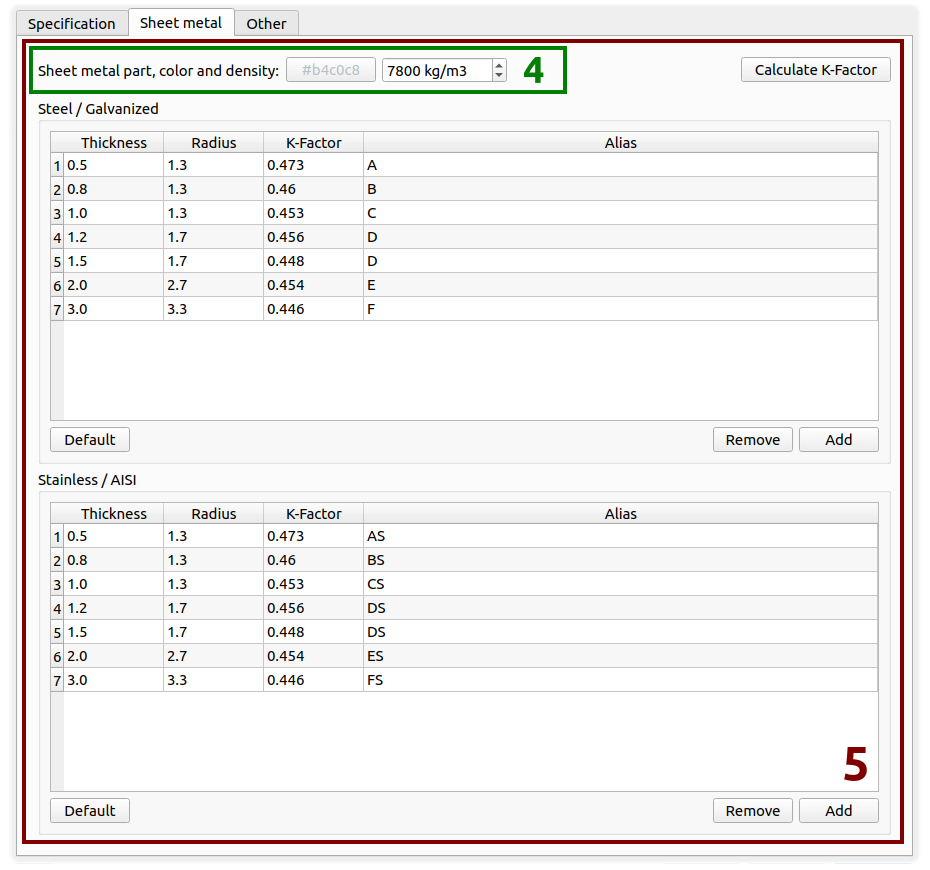 Specification Sheet metal Other
Sheet metal part, color and density: #b4c0c8 7800 kg/m3 4 Calculate K-Factor
Steel / Galvanized
Thickness Radius K-Factor Alias
1 0.5 1.3 0.473 A
2 0.8 1.3 0.46 B
3 1.0 1.3 0.453 C
4 1.2 1.7 0.456 D
5 1.5 1.7 0.448 D
6 2.0 2.7 0.454 E
7 3.0 3.3 0.446 F
Default Remove Add
Stainless / AISI
Thickness Radius K-Factor Alias
1 0.5 1.3 0.473 AS
2 0.8 1.3 0.46 BS
3 1.0 1.3 0.453 CS
4 1.2 1.7 0.456 DS
5 1.5 1.7 0.448 DS
6 2.0 2.7 0.454 ES
7 3.0 3.3 0.446 FS
5
Default Remove Add